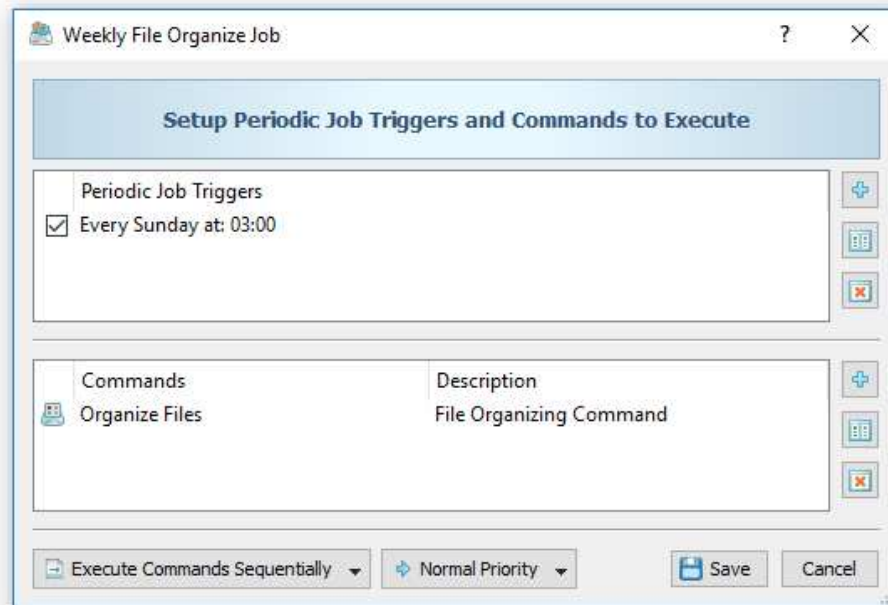 Weekly File Organize Job
Setup Periodic Job Triggers and Commands to Execute
Periodic Job Triggers
Every Sunday at: 03:00
Commands Description
Organize Files File Organizing Command
Execute Commands Sequentially Normal Priority Save Cancel